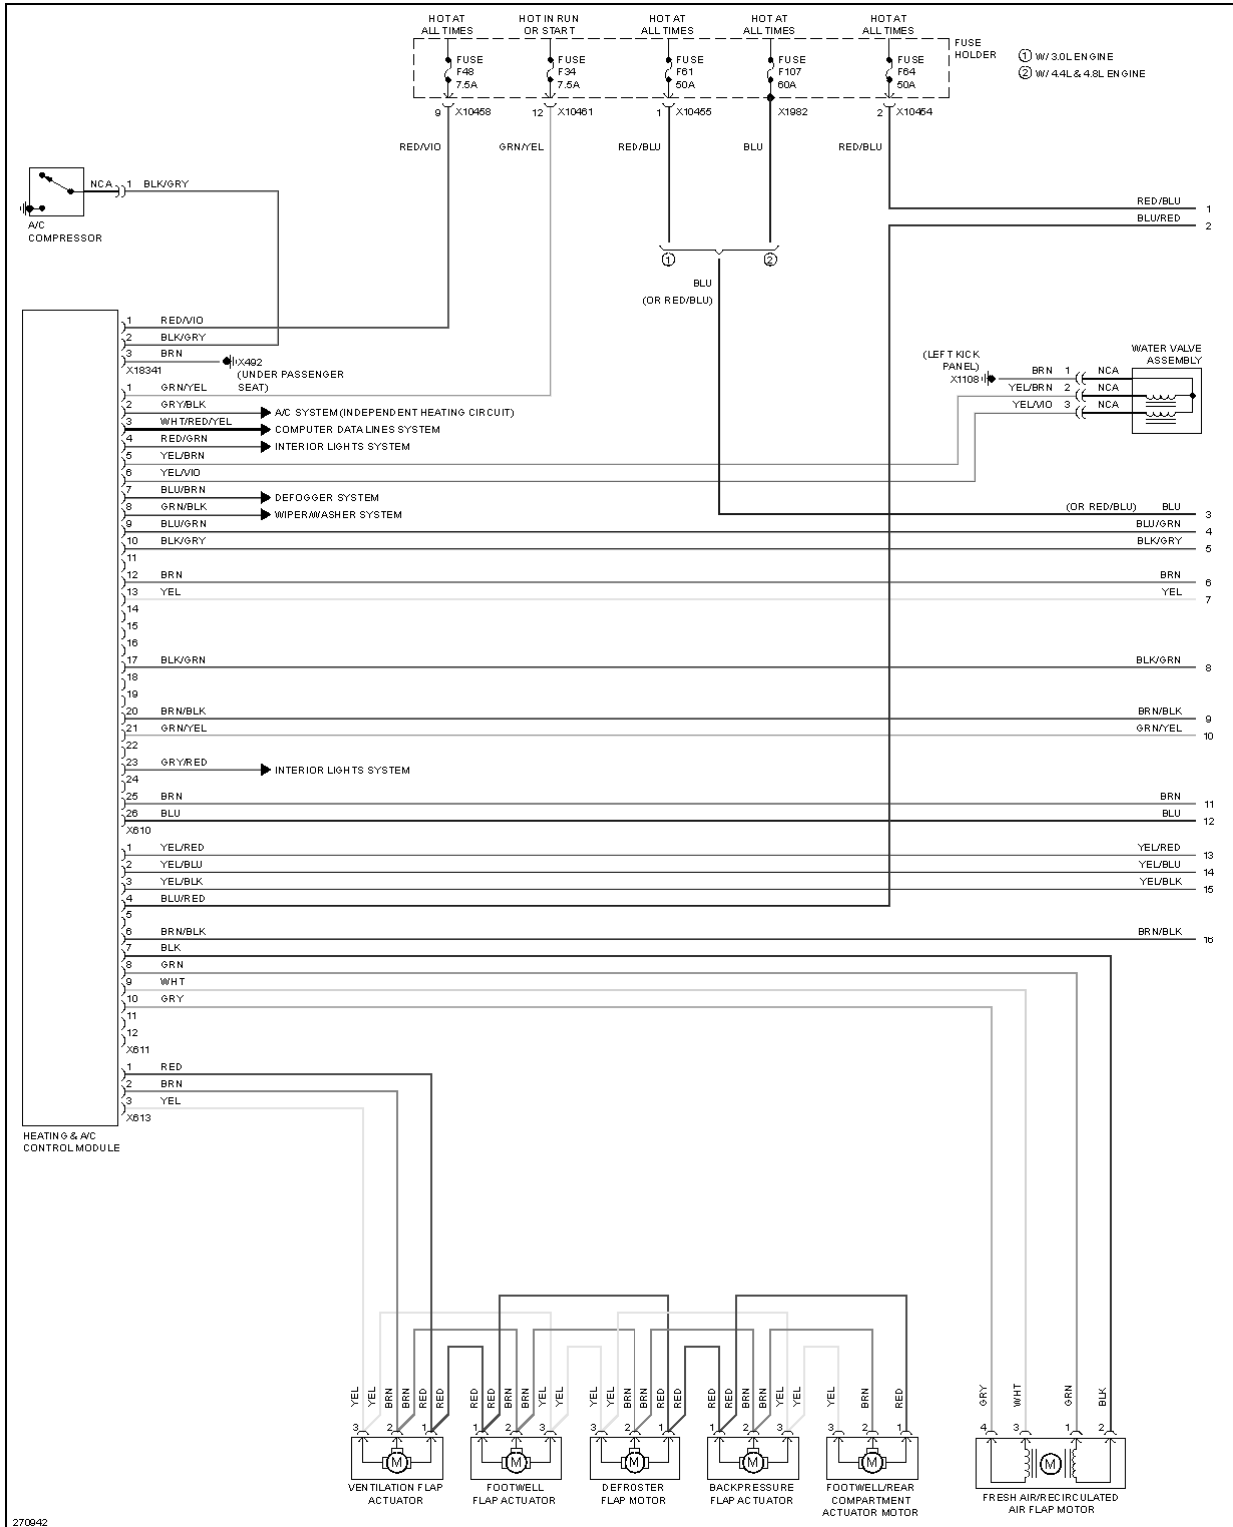 HOT AT ALL TIMES
HOT IN RUN OR START
HOT AT ALL TIMES
HOT AT ALL TIMES
HOT AT ALL TIMES
FUSE F48 7.5A
FUSE F34 7.5A
FUSE F61 50A
FUSE F107 60A
FUSE F64 50A
FUSE HOLDER
1 W/ 3.0L ENGINE
2 W/ 4.4L & 4.8L ENGINE
9 X10458
12 X10461
1 X10455
X1982
2 X10464
RED/VIO
GRN/YEL
RED/BLU
BLU
RED/BLU
NCA 1 BLK/GRY
A/C
COMPRESSOR
RED/BLU 1
BLU/RED 2
1
2
BLU
(OR RED/BLU)
1 RED/VIO
2 BLK/GRY
3 BRN
X18341
X492
(UNDER PASSENGER
SEAT)
1 GRN/YEL
2 GRY/BLK A/C SYSTEM (INDEPENDENT HEATING CIRCUIT)
3 WHT/RED/YEL COMPUTER DATA LINES SYSTEM
4 RED/GRN INTERIOR LIGHTS SYSTEM
5 YEL/BRN
6 YEL/VIO
7 BLU/BRN DEFOGGER SYSTEM
8 GRN/BLK WIPER/WASHER SYSTEM
(LEFT KICK
PANEL)
X1108
BRN 1 NCA
YEL/BRN 2 NCA
YEL/VIO 3 NCA
WATER VALVE
ASSEMBLY
(OR RED/BLU) BLU 3
9 BLU/GRN BLU/GRN 4
10 BLK/GRY BLK/GRY 5
11
12 BRN BRN 6
13 YEL YEL 7
14
15
16
17 BLK/GRN BLK/GRN 8
18
19
20 BRN/BLK BRN/BLK 9
21 GRN/YEL GRN/YEL 10
22
23 GRY/RED INTERIOR LIGHTS SYSTEM
24
25 BRN BRN 11
26 BLU BLU 12
X610
1 YEL/RED YEL/RED 13
2 YEL/BLU YEL/BLU 14
3 YEL/BLK YEL/BLK 15
4 BLU/RED
5
6 BRN/BLK BRN/BLK 16
7 BLK
8 GRN
9 WHT
10 GRY
11
12
X611
1 RED
2 BRN
3 YEL
X613
HEATING & A/C
CONTROL MODULE
YEL YEL BRN BRN RED RED
RED RED BRN BRN YEL YEL
YEL YEL BRN BRN RED RED
RED RED BRN BRN YEL YEL
YEL BRN RED
GRY WHT GRN BLK
3 2 1
1 2 3
3 2 1
1 2 3
3 2 1
4 3 1 2
M
M
M
M
M
M
VENTILATION FLAP
ACTUATOR
FOOTWELL
FLAP ACTUATOR
DEFROSTER
FLAP MOTOR
BACKPRESSURE
FLAP ACTUATOR
FOOTWELL/REAR
COMPARTMENT
ACTUATOR MOTOR
FRESH AIR/RECIRCULATED
AIR FLAP MOTOR
270942